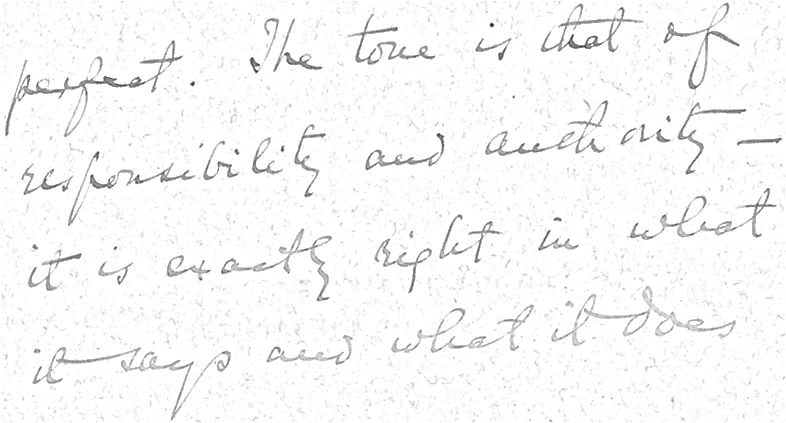 perfect. The tone is that of
responsibility and authority —
it is exactly right in what
it says and what it does